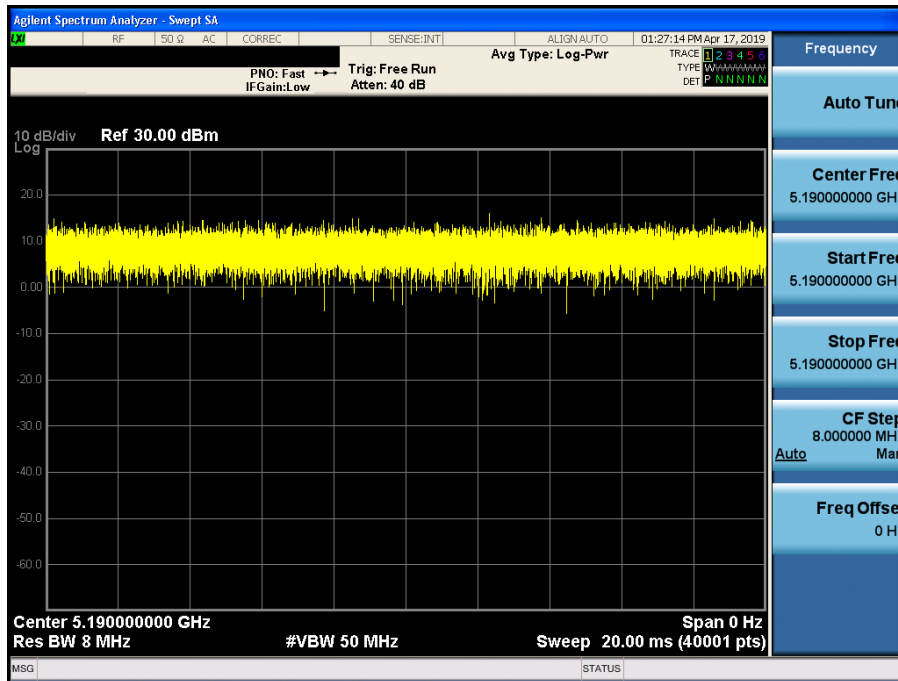 Agilent Spectrum Analyzer - Swept SA
LXI RF 50 Ω AC CORREC SENSE:INT ALIGN AUTO 01:27:14 PM Apr 17, 2019
Avg Type: Log-Pwr
TRACE 1 2 3 4 5 6
PNO: Fast Trig: Free Run
TYPE WWWWWW
IFGain:Low Atten: 40 dB
DET P N N N N N
10 dB/div Ref 30.00 dBm
Log
20.0
10.0
0.00
-10.0
-20.0
-30.0
-40.0
-50.0
-60.0
Center 5.190000000 GHz Span 0 Hz
Res BW 8 MHz #VBW 50 MHz Sweep 20.00 ms (40001 pts)
MSG STATUS
Frequency
Auto Tun
Center Fre
5.190000000 GH
Start Fre
5.190000000 GH
Stop Fre
5.190000000 GH
CF Ste
8.000000 MH
Auto Ma
Freq Offse
0 H